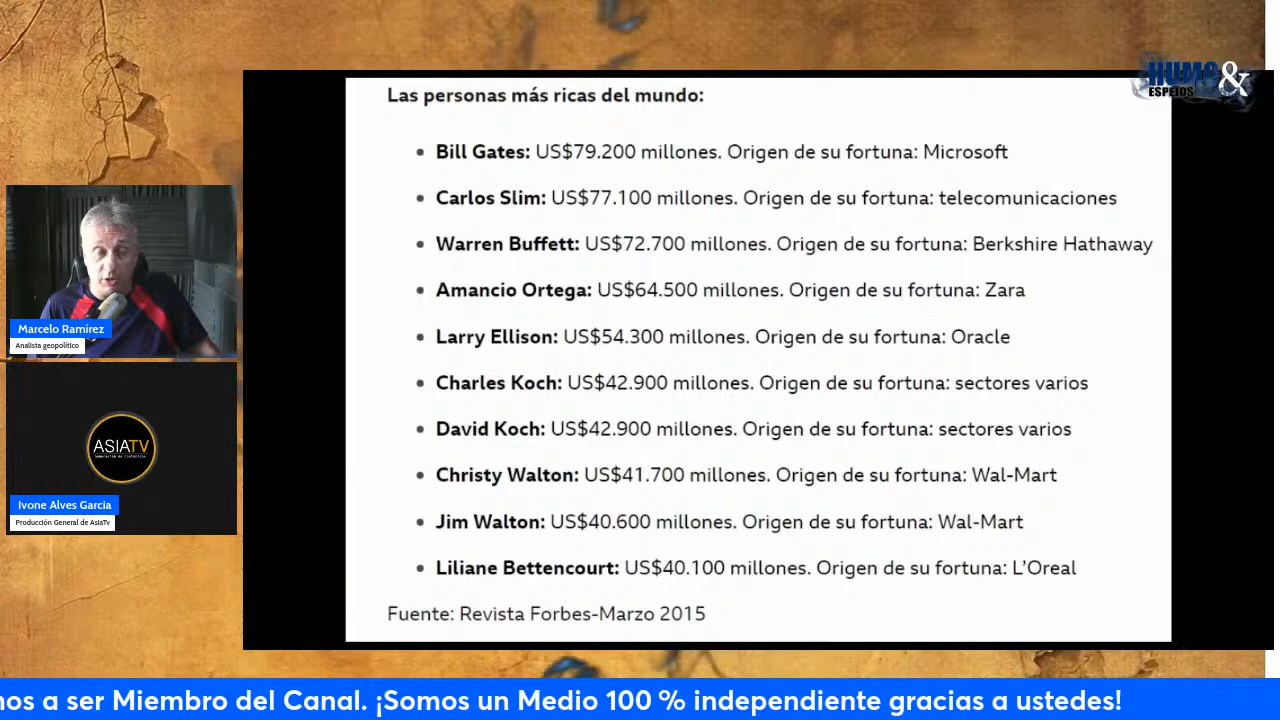 HUMO &
ESPEJOS
Las personas más ricas del mundo:
• Bill Gates: US$79.200 millones. Origen de su fortuna: Microsoft
• Carlos Slim: US$77.100 millones. Origen de su fortuna: telecomunicaciones
• Warren Buffett: US$72.700 millones. Origen de su fortuna: Berkshire Hathaway
• Amancio Ortega: US$64.500 millones. Origen de su fortuna: Zara
• Larry Ellison: US$54.300 millones. Origen de su fortuna: Oracle
• Charles Koch: US$42.900 millones. Origen de su fortuna: sectores varios
• David Koch: US$42.900 millones. Origen de su fortuna: sectores varios
• Christy Walton: US$41.700 millones. Origen de su fortuna: Wal-Mart
• Jim Walton: US$40.600 millones. Origen de su fortuna: Wal-Mart
• Liliane Bettencourt: US$40.100 millones. Origen de su fortuna: L’Oreal
Fuente: Revista Forbes-Marzo 2015
Marcelo Ramírez
Analista geopolítico
ASIATV
Ivone Alves Garcia
Producción General de AsiaTv
a ser Miembro del Canal. ¡Somos un Medio 100 % independiente gracias a ustedes!